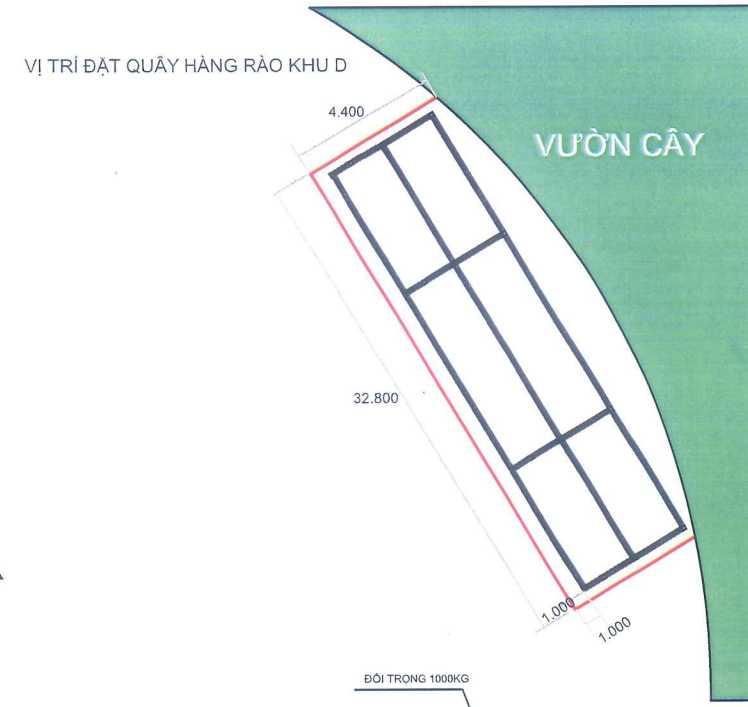 VỊ TRÍ ĐẶT QUÂY HÀNG RÀO KHU D
4.400
VƯỜN CÂY
32.800
1.000
1.000
ĐỐI TRỌNG 1000KG